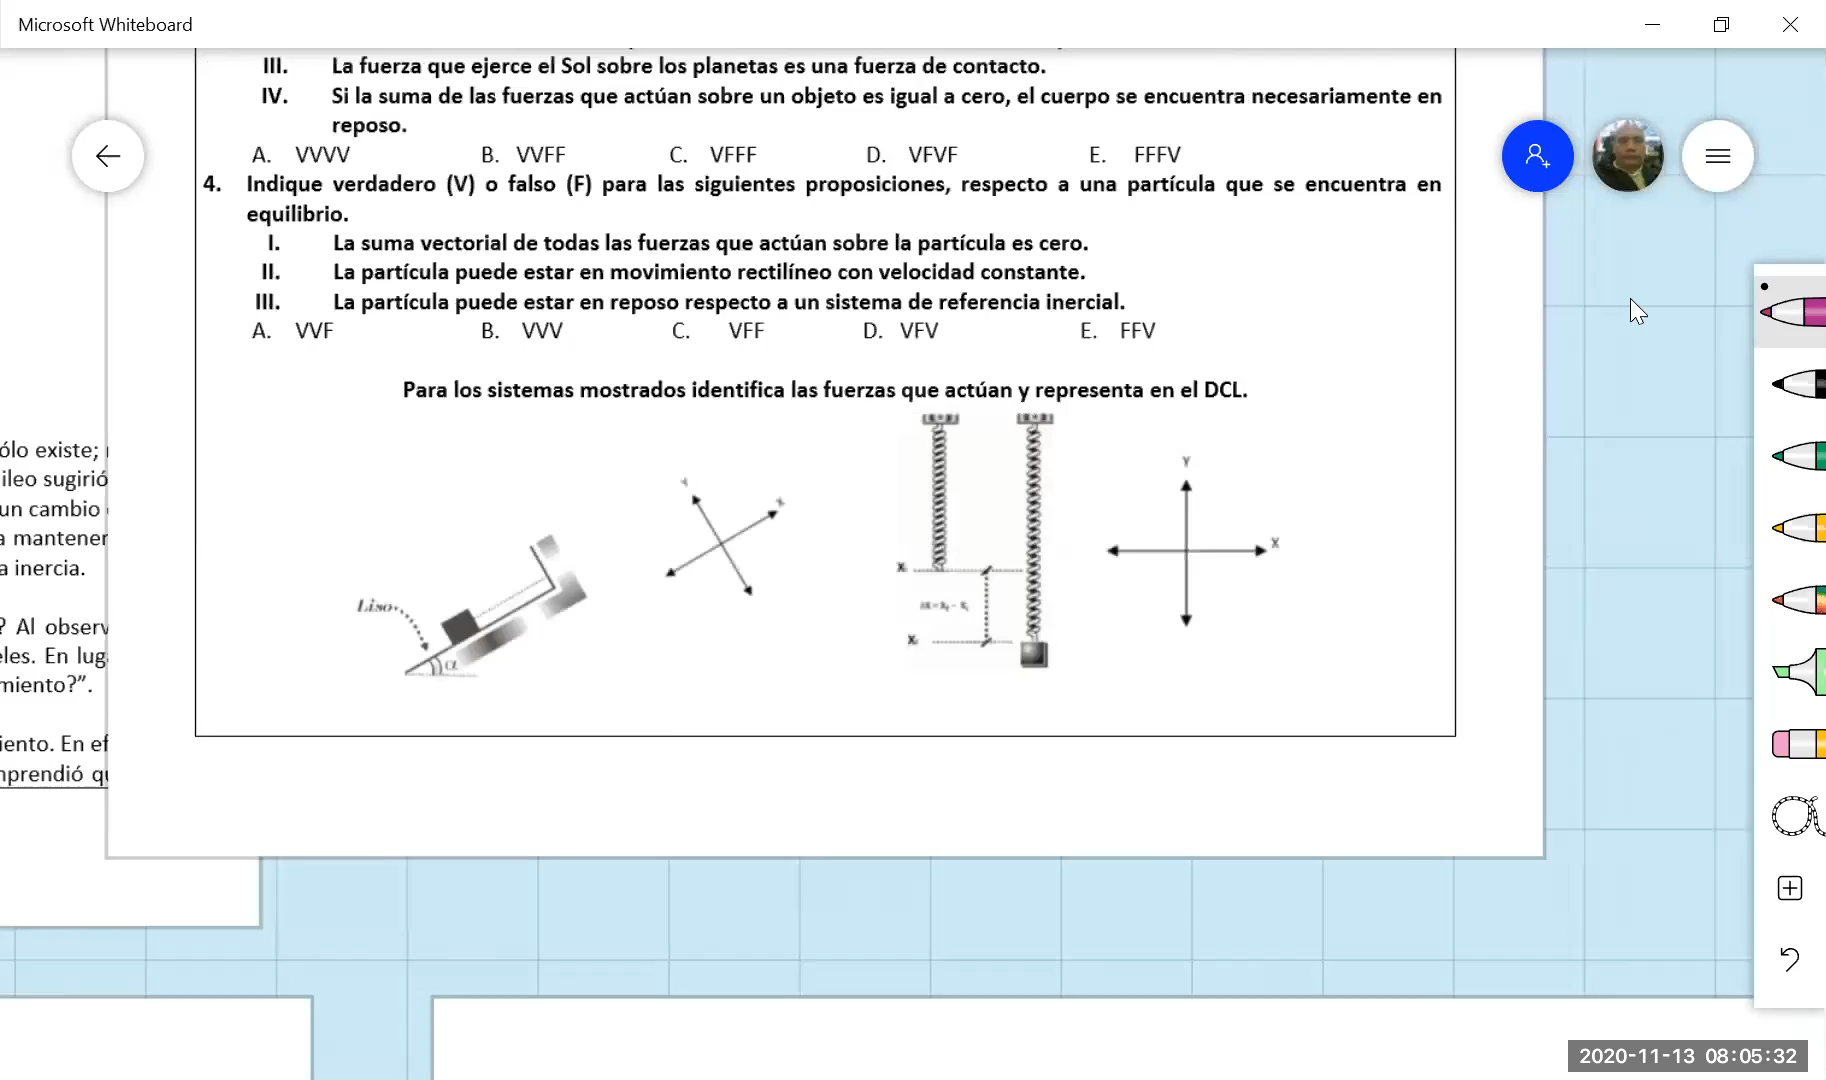 Microsoft Whiteboard
III. La fuerza que ejerce el Sol sobre los planetas es una fuerza de contacto.
IV. Si la suma de las fuerzas que actúan sobre un objeto es igual a cero, el cuerpo se encuentra necesariamente en
reposo.
A. VVVV B. VVFF C. VFFF D. VFVF E. FFFV
4. Indique verdadero (V) o falso (F) para las siguientes proposiciones, respecto a una partícula que se encuentra en
equilibrio.
I. La suma vectorial de todas las fuerzas que actúan sobre la partícula es cero.
II. La partícula puede estar en movimiento rectilíneo con velocidad constante.
III. La partícula puede estar en reposo respecto a un sistema de referencia inercial.
A. VVF B. VVV C. VFF D. VFV E. FFV
Para los sistemas mostrados identifica las fuerzas que actúan y representa en el DCL.
Liso
α
Y
X
ólo existe;
ileo sugirió
un cambio
a mantener
a inercia.
? Al observ
eles. En lug
miento?”.
iento. En ef
nprendió qu
2020-11-13 08:05:32